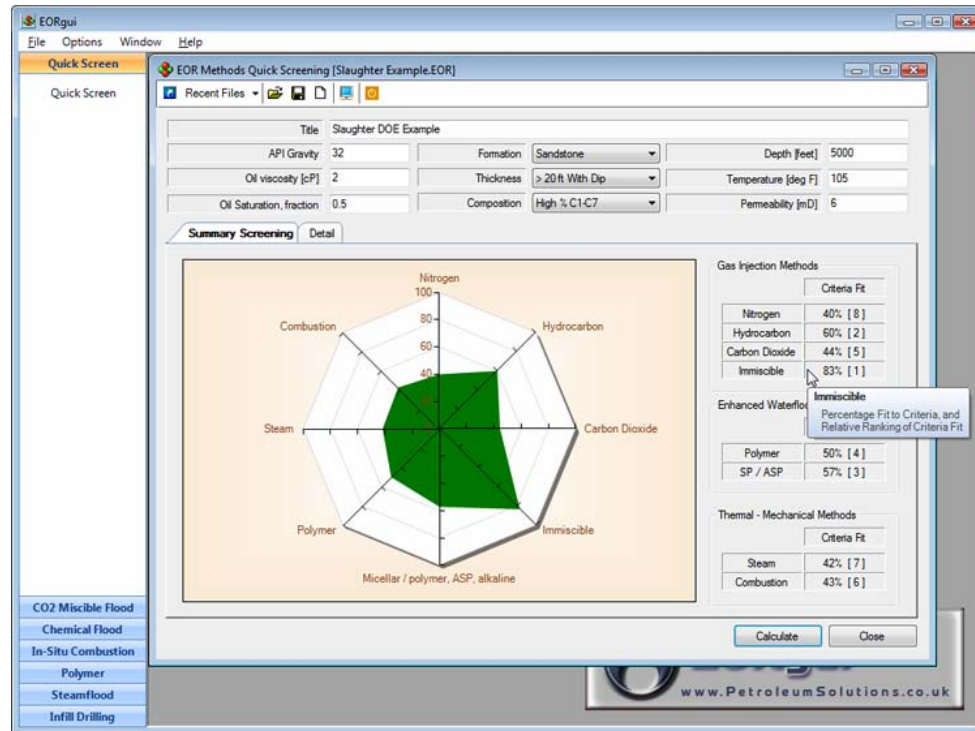 EORgui
File Options Window Help
Quick Screen
Quick Screen
EOR Methods Quick Screening [Slaughter Example.EOR]
Recent Files
Title Slaughter DOE Example
API Gravity 32 Formation Sandstone Depth [feet] 5000
Oil viscosity [cP] 2 Thickness > 20 ft With Dip Temperature [deg F] 105
Oil Saturation, fraction 0.5 Compostion High % C1-C7 Permeability [mD] 6
Summary Screening Detail
Nitrogen
100
80
60
40
20
0
Hydrocarbon
Carbon Dioxide
Immiscible
Micellar / polymer, ASP, alkaline
Polymer
Steam
Combustion
Gas Injection Methods
Criteria Fit
Nitrogen 40% [ 8 ]
Hydrocarbon 60% [ 2 ]
Carbon Dioxide 44% [ 5 ]
Immiscible 83% [ 1 ]
Immiscible
Percentage Fit to Criteria, and
Relative Ranking of Criteria Fit
Enhanced Waterfloo
Polymer 50% [ 4 ]
SP / ASP 57% [ 3 ]
Thermal - Mechanical Methods
Criteria Fit
Steam 42% [ 7 ]
Combustion 43% [ 6 ]
Calculate Close
CO2 Miscible Flood
Chemical Flood
In-Situ Combustion
Polymer
Steamflood
Infill Drilling
www.PetroleumSolutions.co.uk